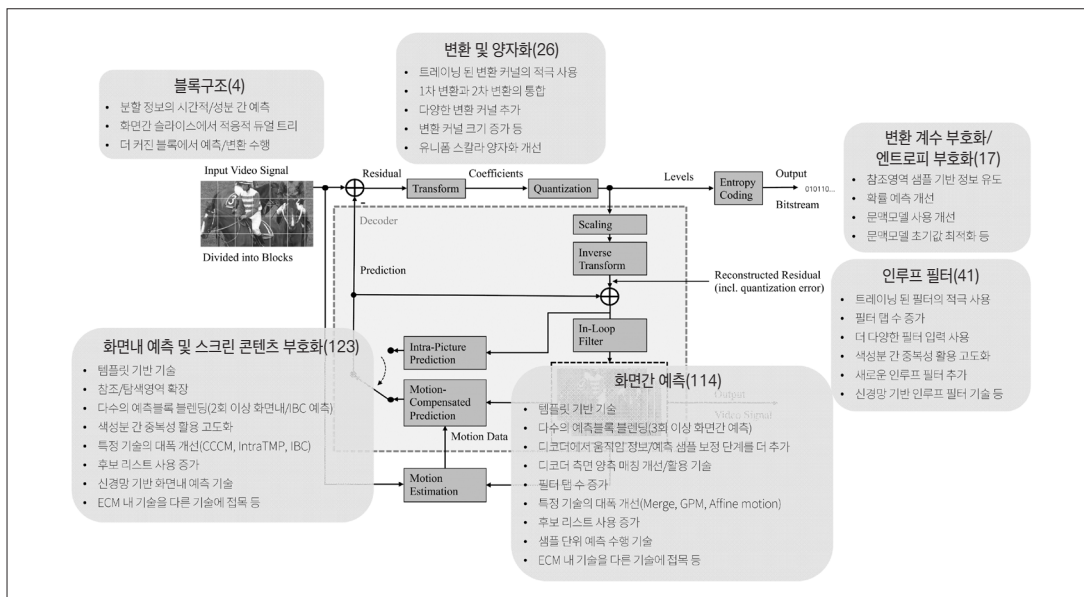 변환 및 양자화(26)
• 트레이닝 된 변환 커널의 적극 사용
• 1차 변환과 2차 변환의 통합
• 다양한 변환 커널 추가
• 변환 커널 크기 증가 등
• 유니폼 스칼라 양자화 개선
블록구조(4)
• 분할 정보의 시간적/성분 간 예측
• 화면간 슬라이스에서 적응적 듀얼 트리
• 더 커진 블록에서 예측/변환 수행
변환 계수 부호화/
엔트로피 부호화(17)
• 참조영역 샘플 기반 정보 유도
• 확률 예측 개선
• 문맥모델 사용 개선
• 문맥모델 초기값 최적화 등
Input Video Signal
Divided into Blocks
Residual
-
Transform
Coefficients
Quantization
Levels
Entropy
Coding
Output
010110...
Bitstream
Decoder
Scaling
Inverse
Transform
Prediction
Reconstructed Residual
(incl. quantization error)
인루프 필터(41)
• 트레이닝 된 필터의 적극 사용
• 필터 탭 수 증가
• 더 다양한 필터 입력 사용
• 색성분 간 중복성 활용 고도화
• 새로운 인루프 필터 추가
• 신경망 기반 인루프 필터 기술 등
In-Loop
Filter
Intra-Picture
Prediction
Motion-
Compensated
Prediction
Motion Data
Motion
Estimation
Output
Video Signal
화면내 예측 및 스크린 콘텐츠 부호화(123)
• 템플릿 기반 기술
• 참조/탐색영역 확장
• 다수의 예측블록 블렌딩(2회 이상 화면내/IBC 예측)
• 색성분 간 중복성 활용 고도화
• 특정 기술의 대폭 개선(CCCM, IntraTMP, IBC)
• 후보 리스트 사용 증가
• 신경망 기반 화면내 예측 기술
• ECM 내 기술을 다른 기술에 접목 등
화면간 예측(114)
• 템플릿 기반 기술
• 다수의 예측블록 블렌딩(3회 이상 화면간 예측)
• 디코더에서 움직임 정보/예측 샘플 보정 단계를 더 추가
• 디코더 측면 양측 매칭 개선/활용 기술
• 필터 탭 수 증가
• 특정 기술의 대폭 개선(Merge, GPM, Affine motion)
• 후보 리스트 사용 증가
• 샘플 단위 예측 수행 기술
• ECM 내 기술을 다른 기술에 접목 등